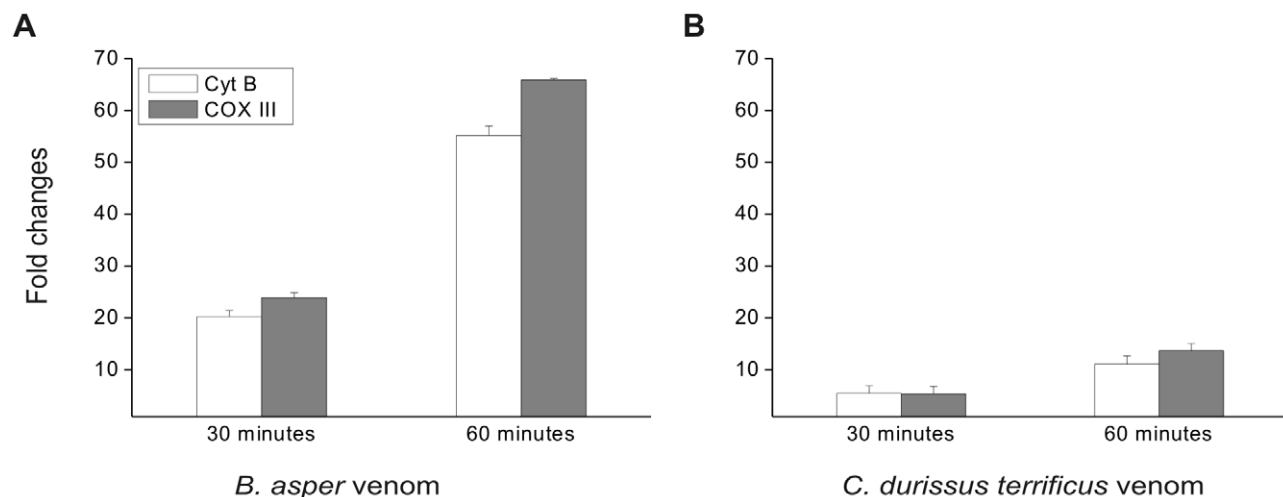 A
Fold changes
70
60
50
40
30
20
10
Cyt B
COX III
30 minutes
60 minutes
B. asper venom
B
70
60
50
40
30
20
10
30 minutes
60 minutes
C. durissus terrificus venom